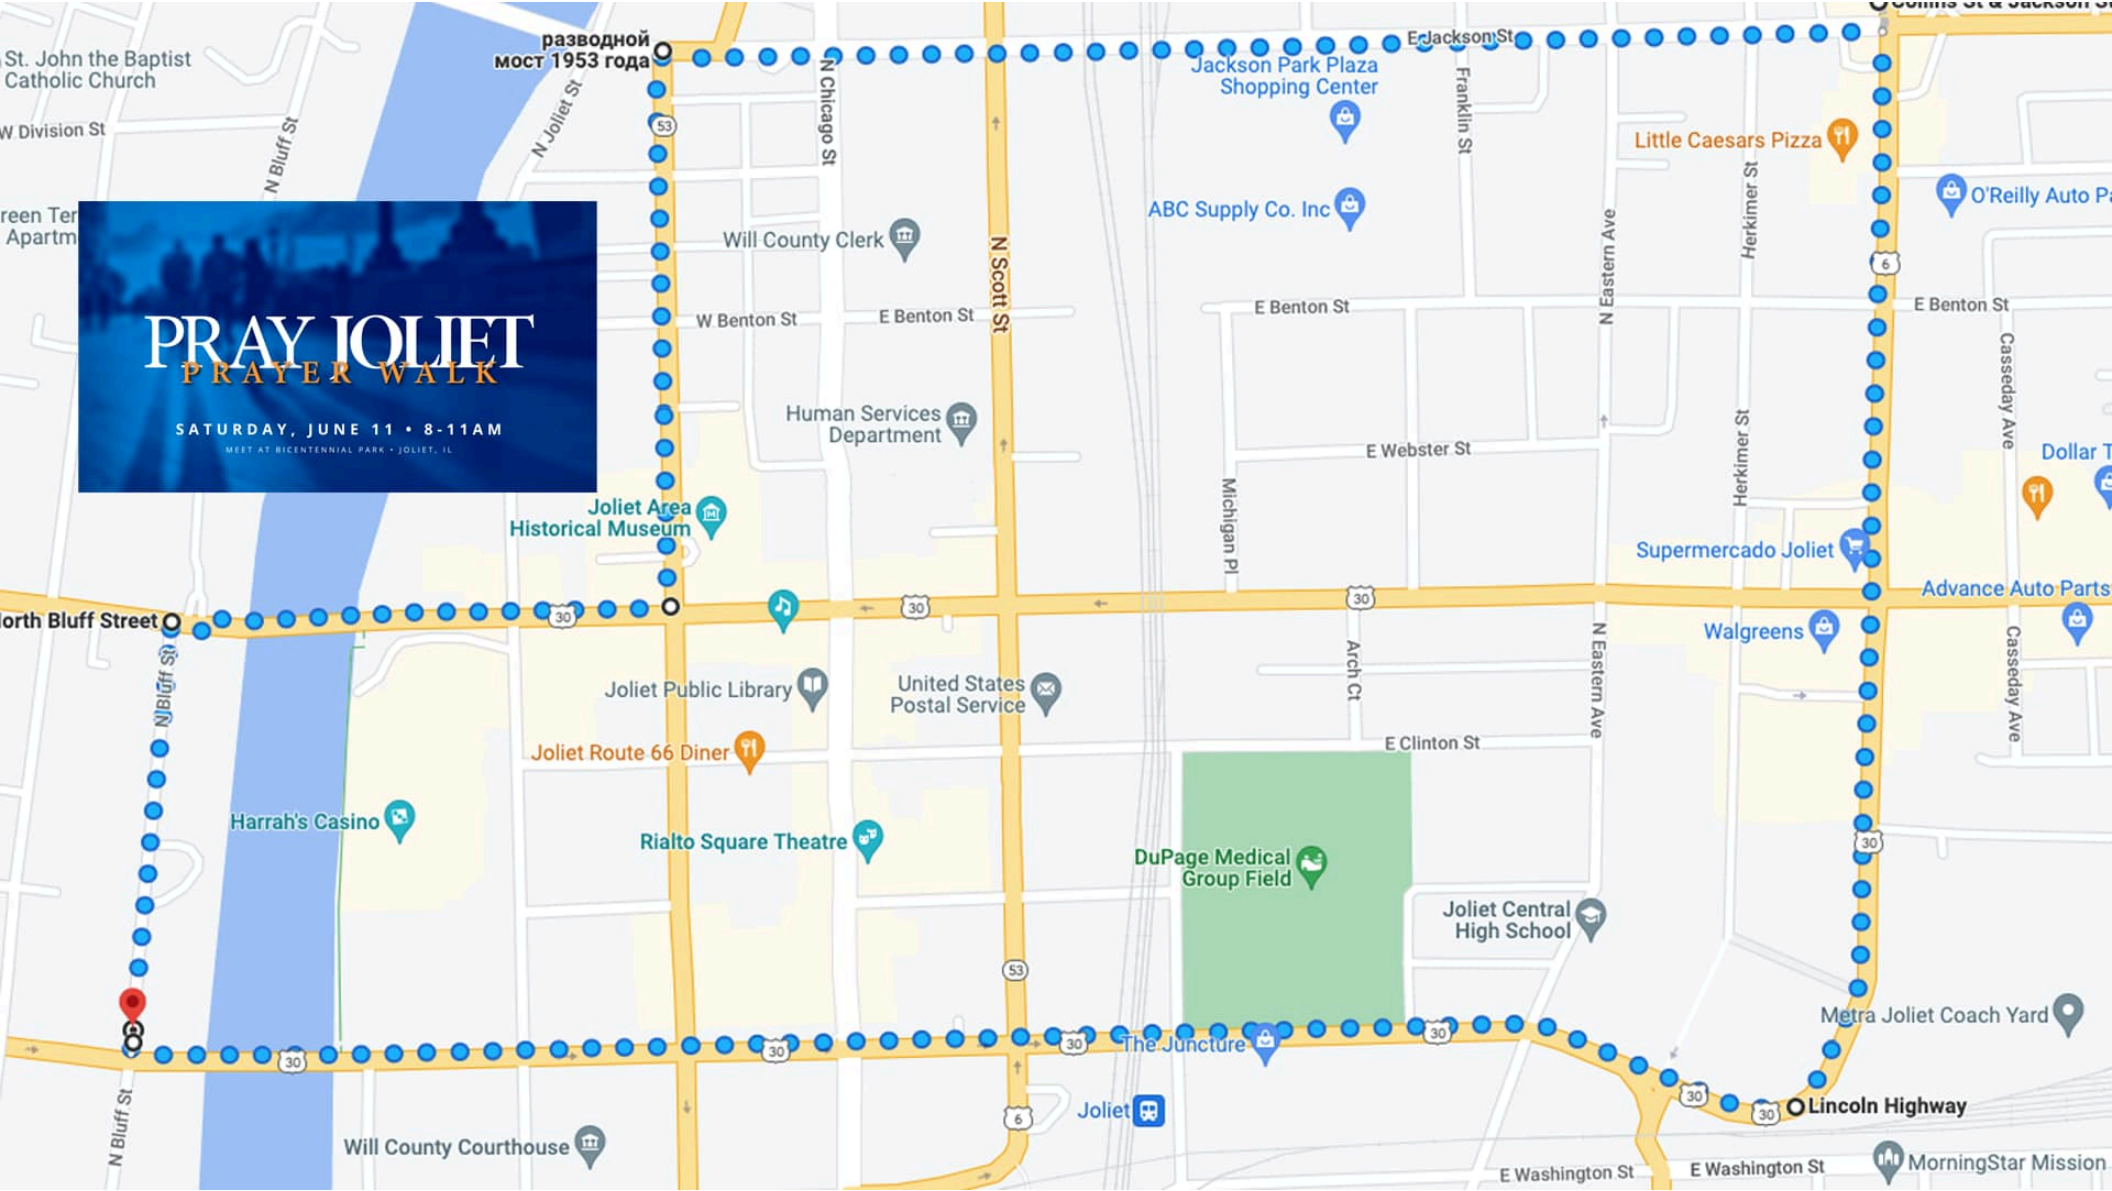 Collins St & Jackson St
St. John the Baptist
Catholic Church
разводной
мост 1953 года
E Jackson St
Jackson Park Plaza
Shopping Center
W Division St
N Bluff St
N Joliet St
53
N Chicago St
Franklin St
Little Caesars Pizza
Herkimer St
O'Reilly Auto Pa
ABC Supply Co. Inc
reen Ter
Apartm
Will County Clerk
N Scott St
N Eastern Ave
6
W Benton St
E Benton St
E Benton St
E Benton St
PRAY JOLIET
PRAYER WALK
SATURDAY, JUNE 11 • 8-11AM
MEET AT BICENTENNIAL PARK • JOLIET, IL
Casseday Ave
Human Services
Department
E Webster St
Herkimer St
Dollar T
Michigan Pl
Joliet Area
Historical Museum
Supermercado Joliet
Advance Auto Parts
orth Bluff Street
30
30
30
Walgreens
N Bluff St
Joliet Public Library
United States
Postal Service
Arch Ct
N Eastern Ave
Casseday Ave
Joliet Route 66 Diner
E Clinton St
Harrah's Casino
Rialto Square Theatre
30
DuPage Medical
Group Field
Joliet Central
High School
53
Metra Joliet Coach Yard
30
30
30
The Juncture
30
30
30
Lincoln Highway
N Bluff St
Joliet
6
Will County Courthouse
E Washington St
E Washington St
MorningStar Mission